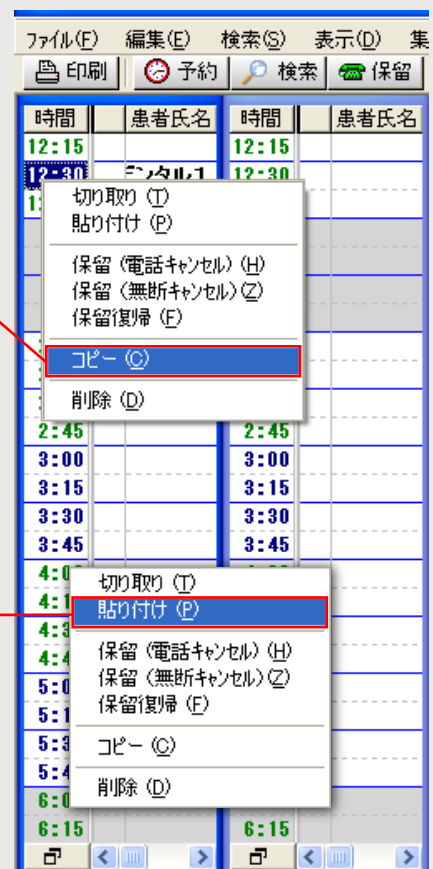 ファイル(F) 編集(E) 検索(S) 表示(D) 集
印刷 予約 検索 保留
時間 患者氏名 時間 患者氏名
12:15 12:15
12:30 12:30
切り取り (T)
貼り付け (P)
保留 (電話キャンセル) (H)
保留 (無断キャンセル) (Z)
保留復帰 (F)
コピー (C)
削除 (D)
2:45 2:45
3:00 3:00
3:15 3:15
3:30 3:30
3:45 3:45
切り取り (T)
貼り付け (P)
保留 (電話キャンセル) (H)
保留 (無断キャンセル) (Z)
保留復帰 (F)
コピー (C)
削除 (D)
6:15 6:15